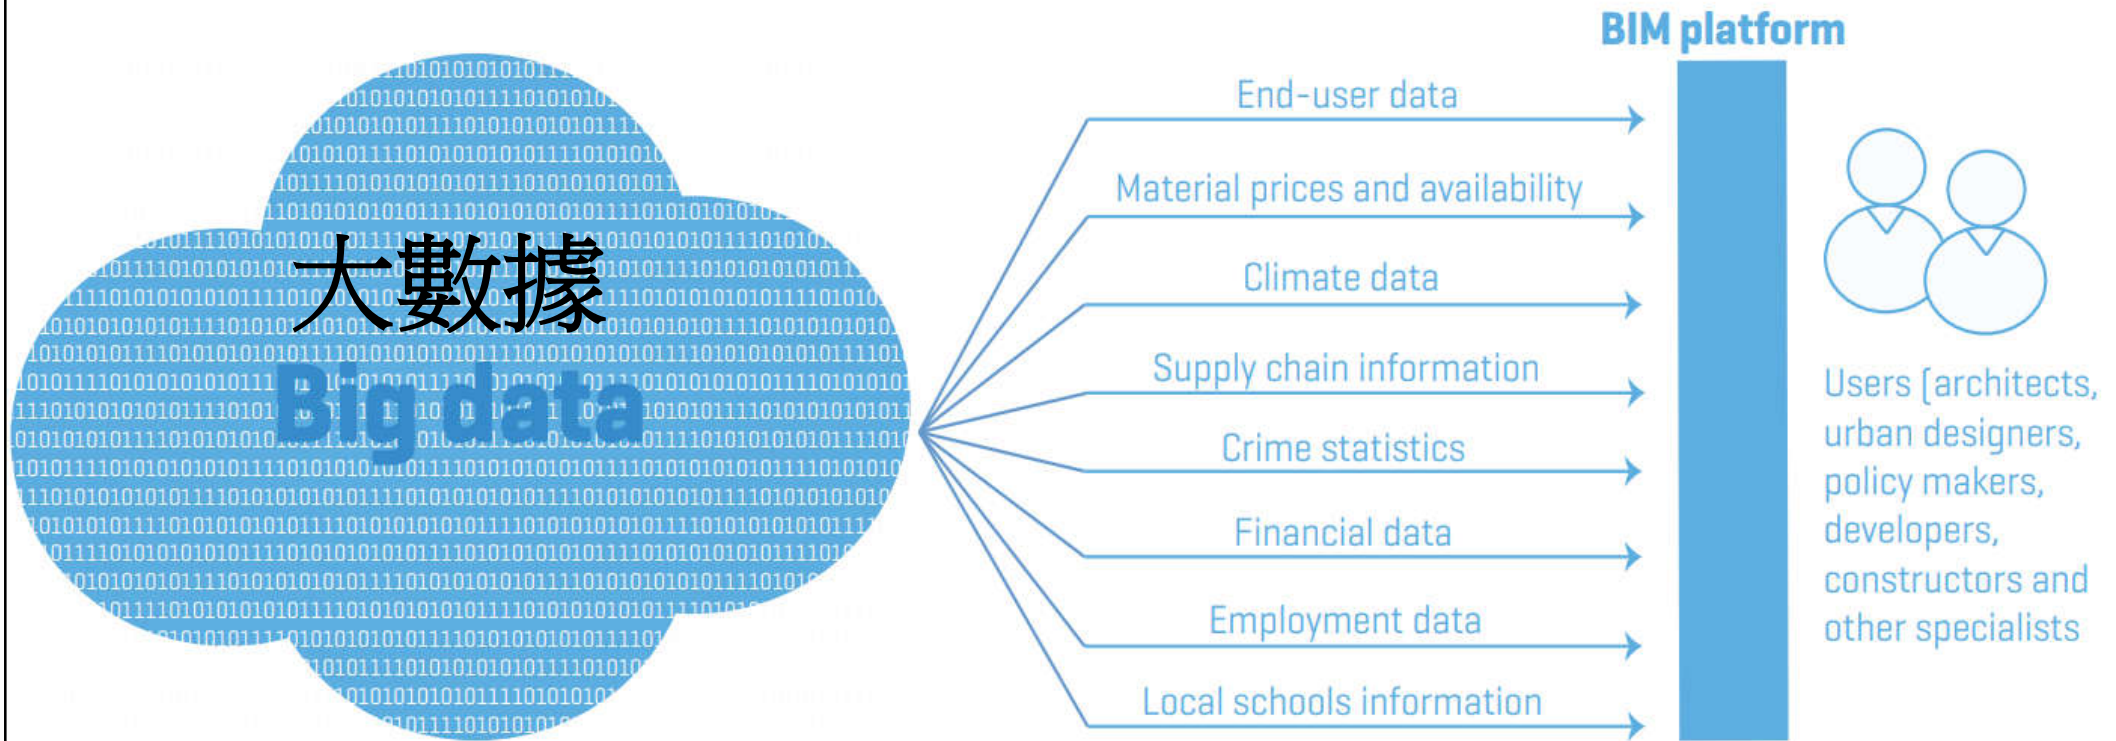 BIM platform
大數據
Big data
End-user data
Material prices and availability
Climate data
Supply chain information
Crime statistics
Financial data
Employment data
Local schools information
Users (architects,
urban designers,
policy makers,
developers,
constructors and
other specialists